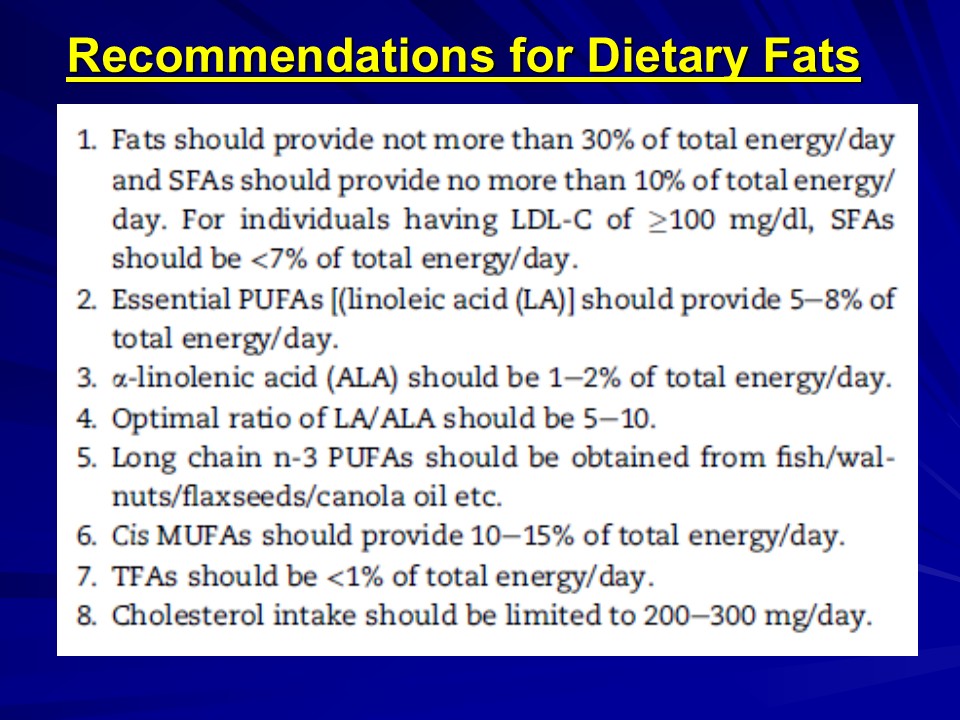 Recommendations for Dietary Fats
1. Fats should provide not more than 30% of total energy/day
and SFAs should provide no more than 10% of total energy/
day. For individuals having LDL-C of ≥100 mg/dl, SFAs
should be <7% of total energy/day.
2. Essential PUFAs [(linoleic acid (LA)] should provide 5–8% of
total energy/day.
3. α-linolenic acid (ALA) should be 1–2% of total energy/day.
4. Optimal ratio of LA/ALA should be 5–10.
5. Long chain n-3 PUFAs should be obtained from fish/wal-
nuts/flaxseeds/canola oil etc.
6. Cis MUFAs should provide 10–15% of total energy/day.
7. TFAs should be <1% of total energy/day.
8. Cholesterol intake should be limited to 200–300 mg/day.